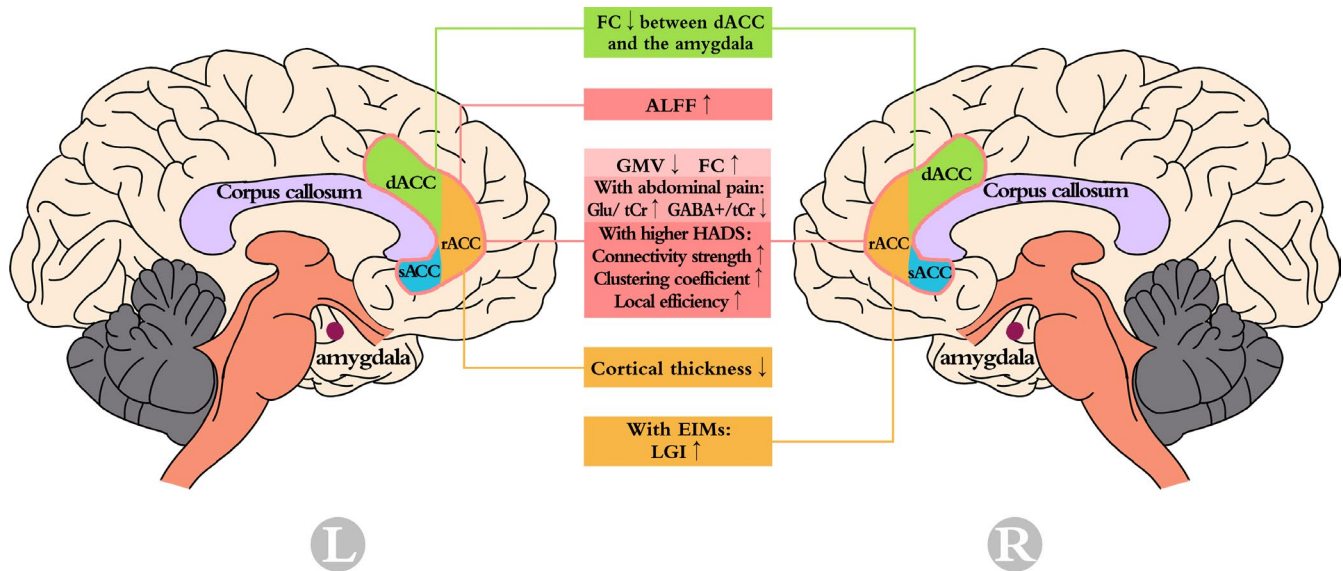 FC ↓ between dACC
and the amygdala
ALFF ↑
GMV ↓ FC ↑
With abdominal pain:
Glu/ tCr ↑ GABA+/tCr ↓
With higher HADS:
Connectivity strength ↑
Clustering coefficient ↑
Local efficiency ↑
Cortical thickness ↓
With EIMs:
LGI ↑
dACC
Corpus callosum
rACC
sACC
amygdala
L
dACC
Corpus callosum
rACC
sACC
amygdala
R